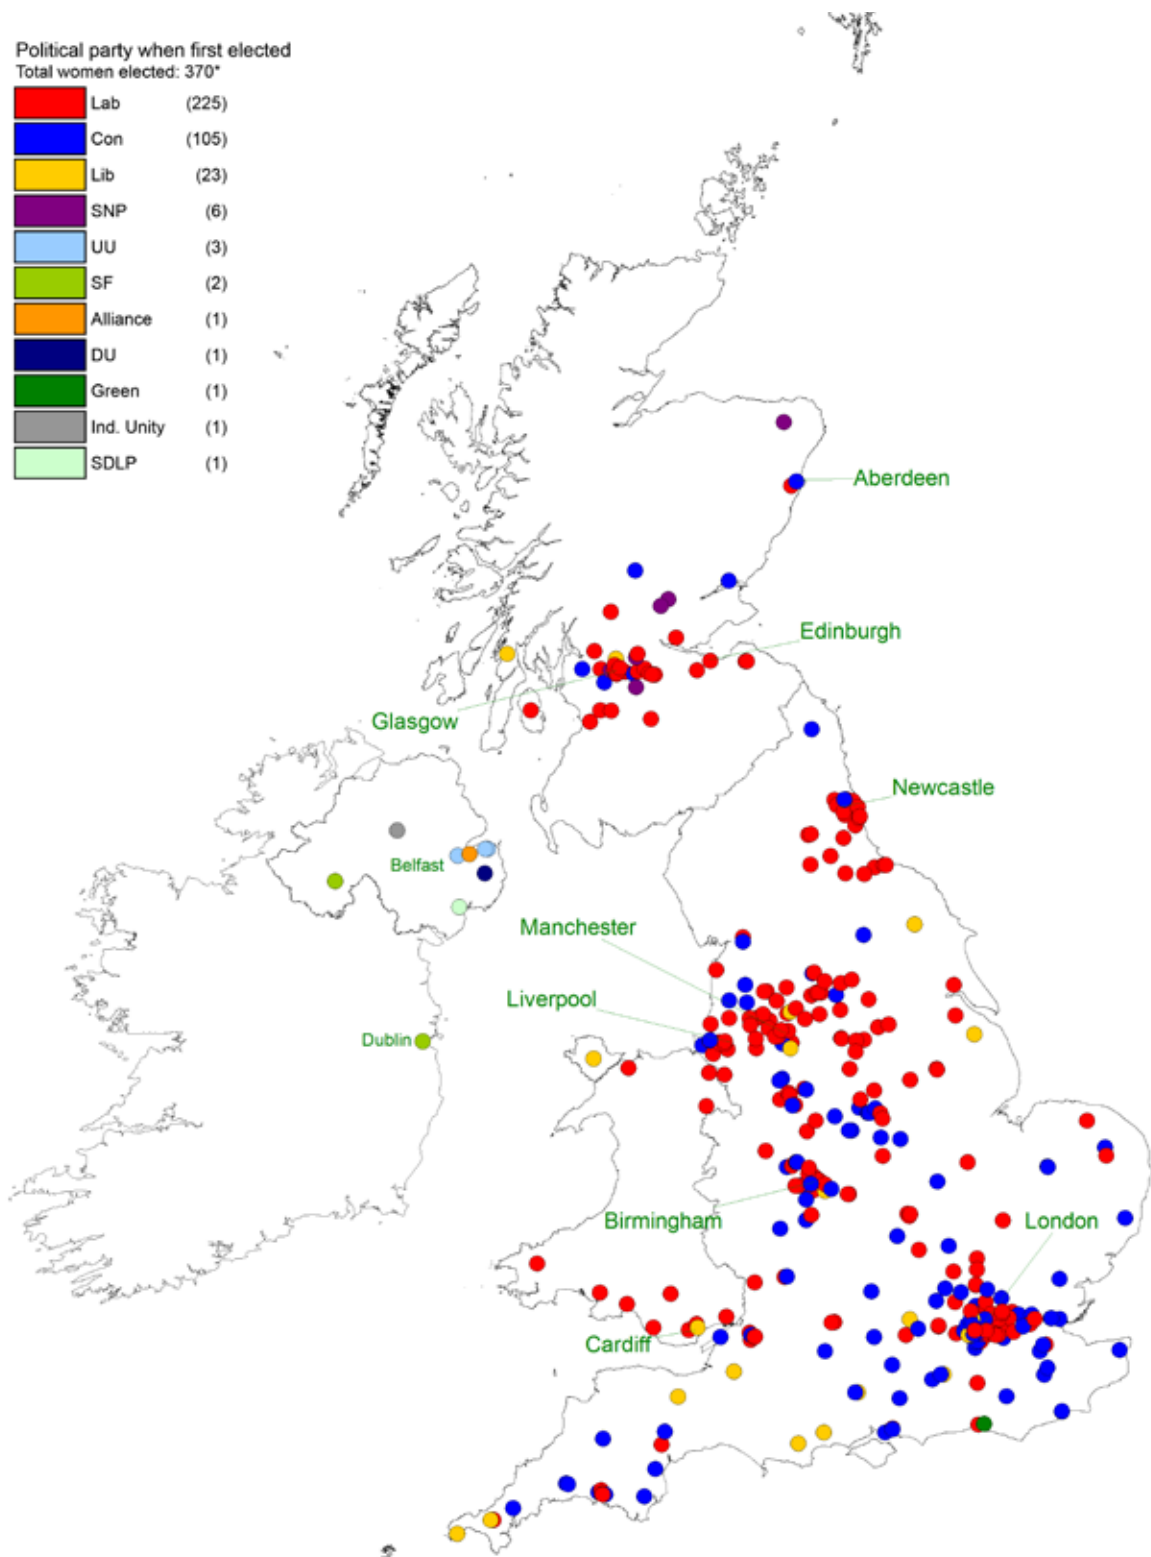 Political party when first elected
Total women elected: 370*
Lab (225)
Con (105)
Lib (23)
SNP (6)
UU (3)
SF (2)
Alliance (1)
DU (1)
Green (1)
Ind. Unity (1)
SDLP (1)
Aberdeen
Edinburgh
Glasgow
Newcastle
Belfast
Manchester
Liverpool
Dublin
Birmingham
London
Cardiff